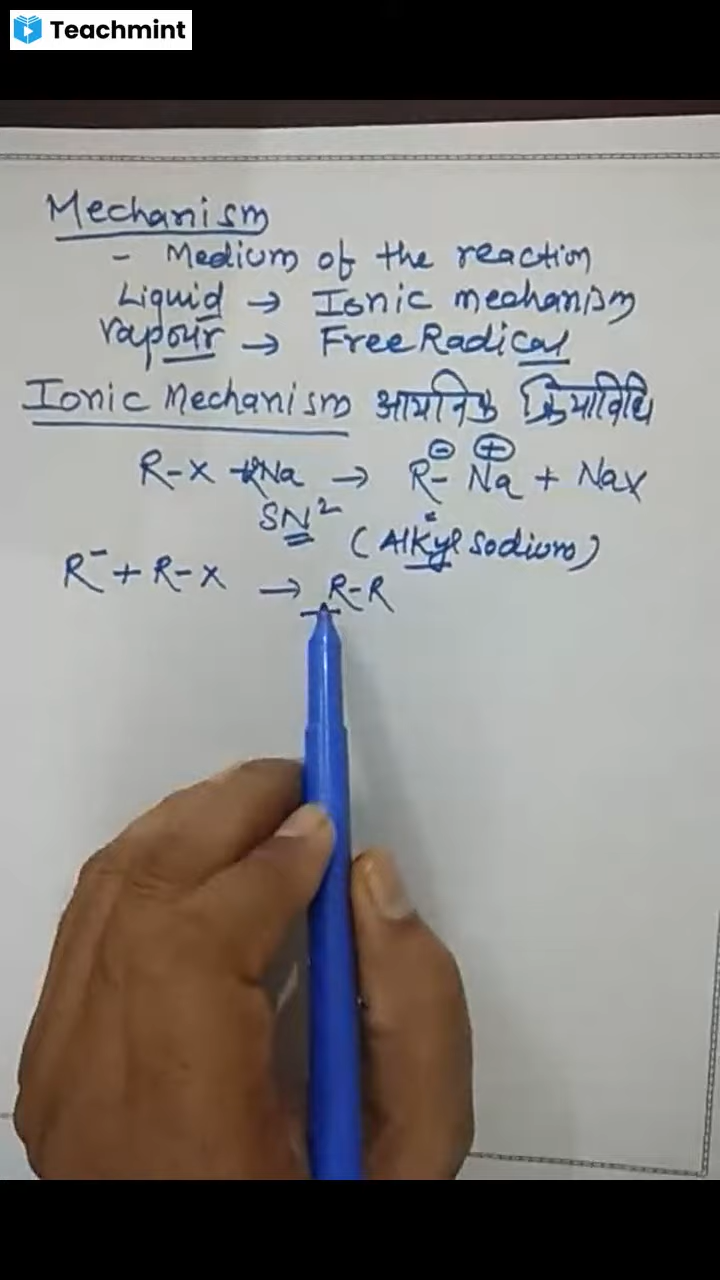 Teachmint
Mechanism
- Medium of the reaction
Liquid → Ionic mechanism
Vapour → Free Radical
Ionic Mechanism आयनिक क्रियाविधि
R-X + 2Na → R⁻ Na⊕ + NaX
SN²
(Alkyl sodium)
R⁻ + R-X → R-R